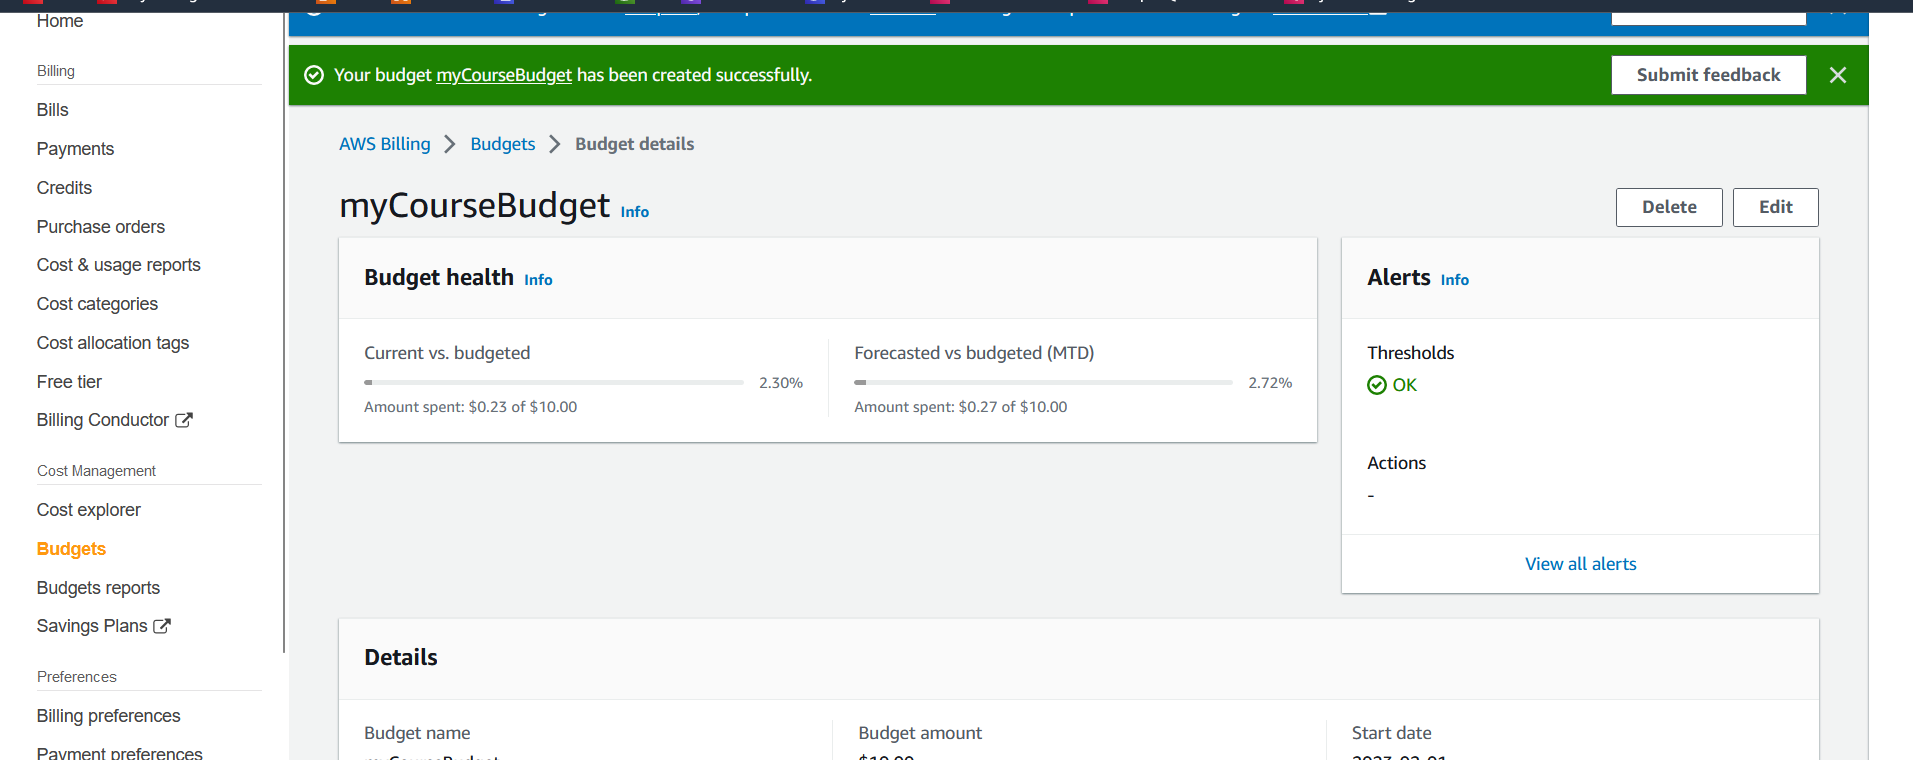 Home
Billing
Bills
Payments
Credits
Purchase orders
Cost & usage reports
Cost categories
Cost allocation tags
Free tier
Billing Conductor
Cost Management
Cost explorer
Budgets
Budgets reports
Savings Plans
Preferences
Billing preferences
Payment preferences
Your budget myCourseBudget has been created successfully.
Submit feedback
AWS Billing > Budgets > Budget details
myCourseBudget Info
Delete
Edit
Budget health Info
Current vs. budgeted
2.30%
Amount spent: $0.23 of $10.00
Forecasted vs budgeted (MTD)
2.72%
Amount spent: $0.27 of $10.00
Alerts Info
Thresholds
OK
Actions
-
View all alerts
Details
Budget name
myCourseBudget
Budget amount
$10.00
Start date